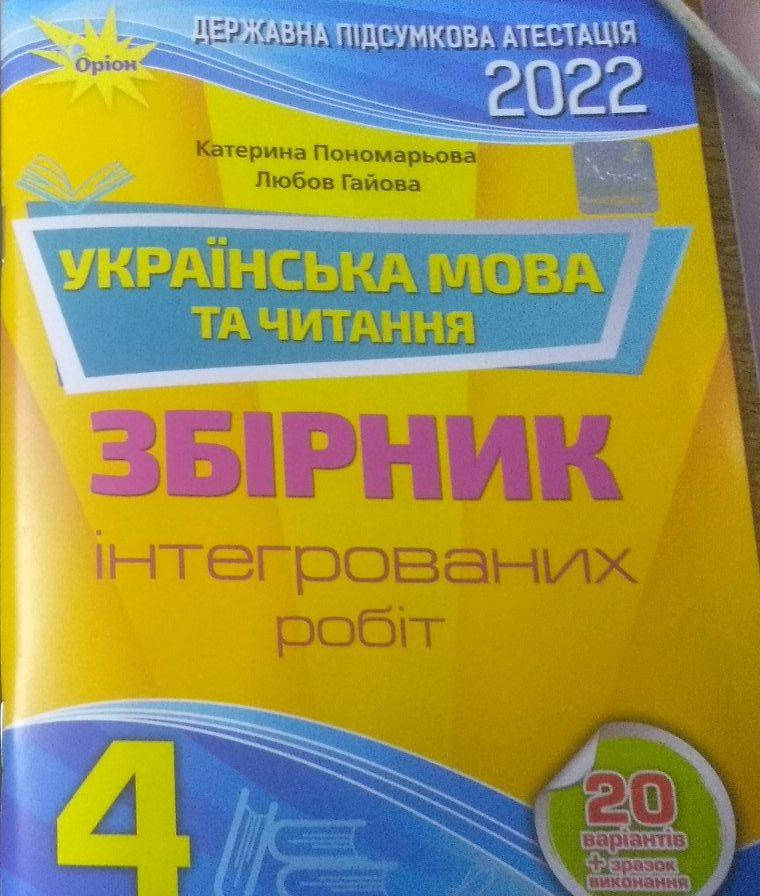 ДЕРЖАВНА ПІДСУМКОВА АТЕСТАЦІЯ
2022
Оріон
Катерина Пономарьова
Любов Гайова
УКРАЇНСЬКА МОВА
ТА ЧИТАННЯ
ЗБІРНИК
інтегрованих
робіт
4
20
варіантів
+ зразок
виконання